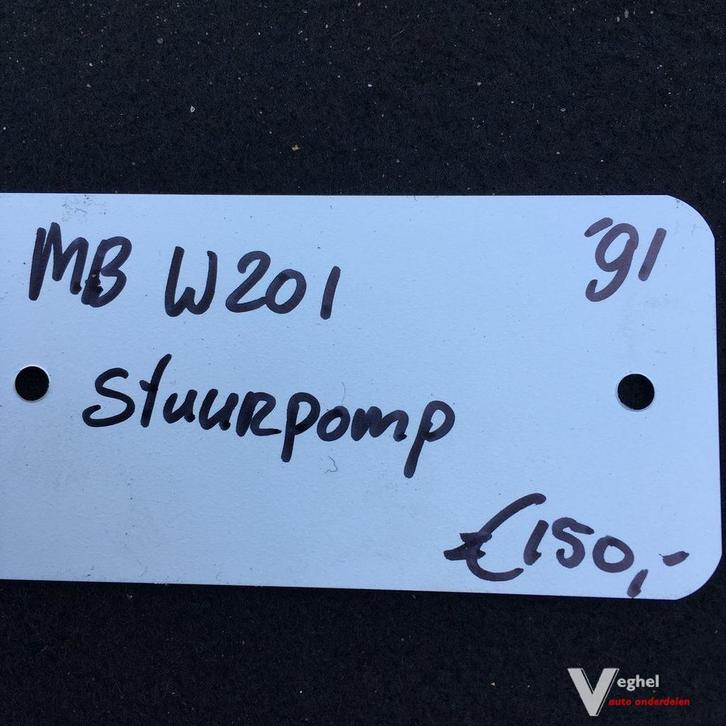 MB W201 '91
Stuurpomp
€150,-
Veghel
auto onderdelen